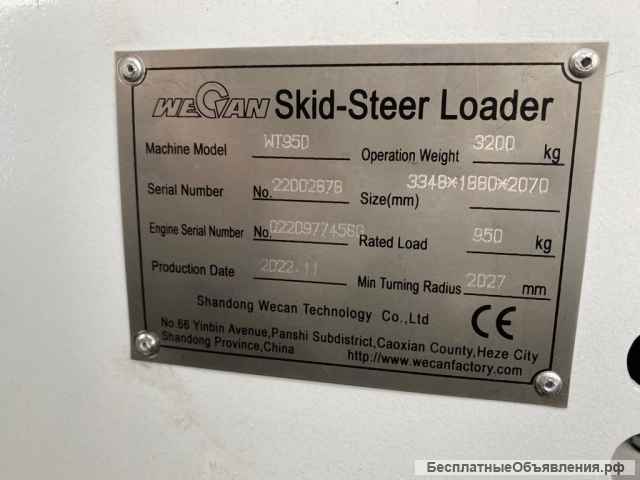 WECAN Skid-Steer Loader
Machine Model WT950 Operation Weight 3200 kg
Serial Number No. 22002878 Size(mm) 3348×1880×2070
Engine Serial Number No. Rated Load 950 kg
Production Date 2022.11 Min Turning Radius 2027 mm
Shandong Wecan Technology Co.,Ltd
CE
No.66 Yinbin Avenue,Panshi Subdistrict,Caoxian County,Heze City
Shandong Province,China http://www.wecanfactory.com
БесплатныеОбъявления.рф